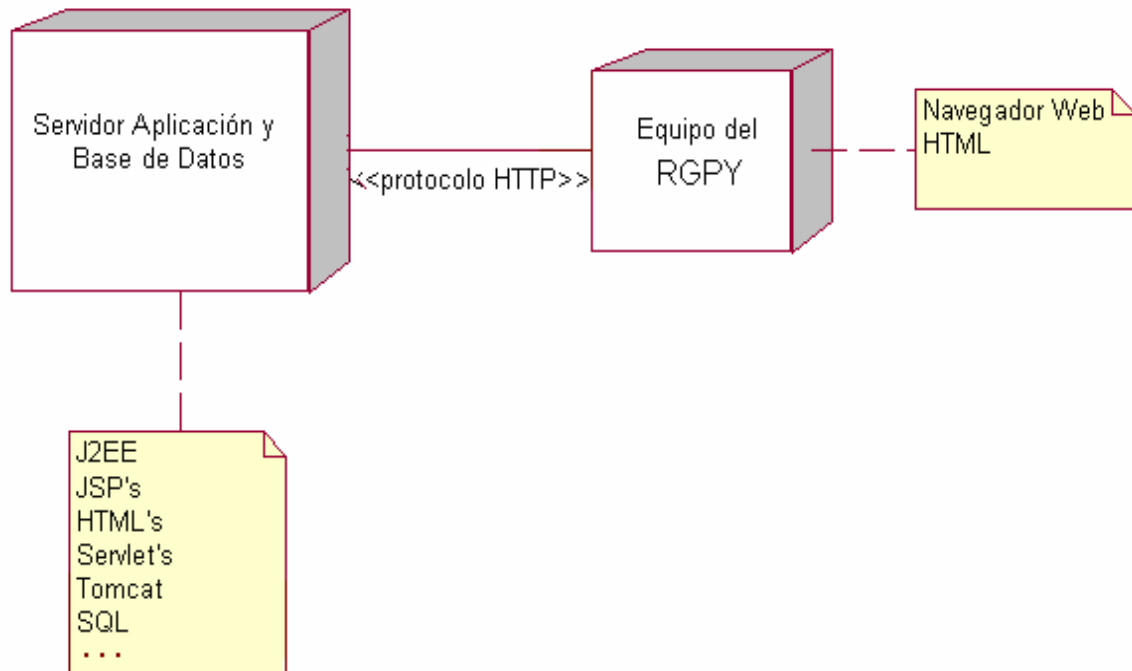 Servidor Aplicación y
Base de Datos
<<protocolo HTTP>>
Equipo del
RGPY
Navegador Web
HTML
J2EE
JSP's
HTML's
Servlet's
Tomcat
SQL
...